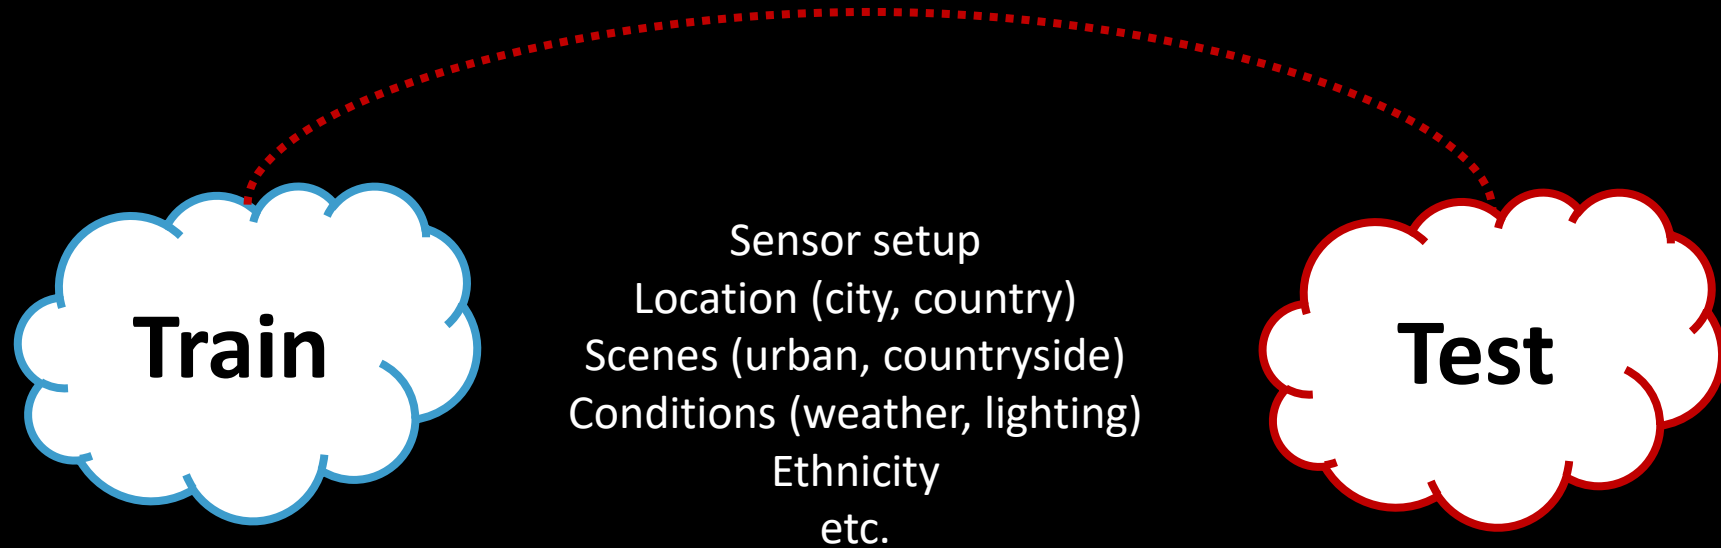 Train
Sensor setup
Location (city, country)
Scenes (urban, countryside)
Conditions (weather, lighting)
Ethnicity
etc.
Test